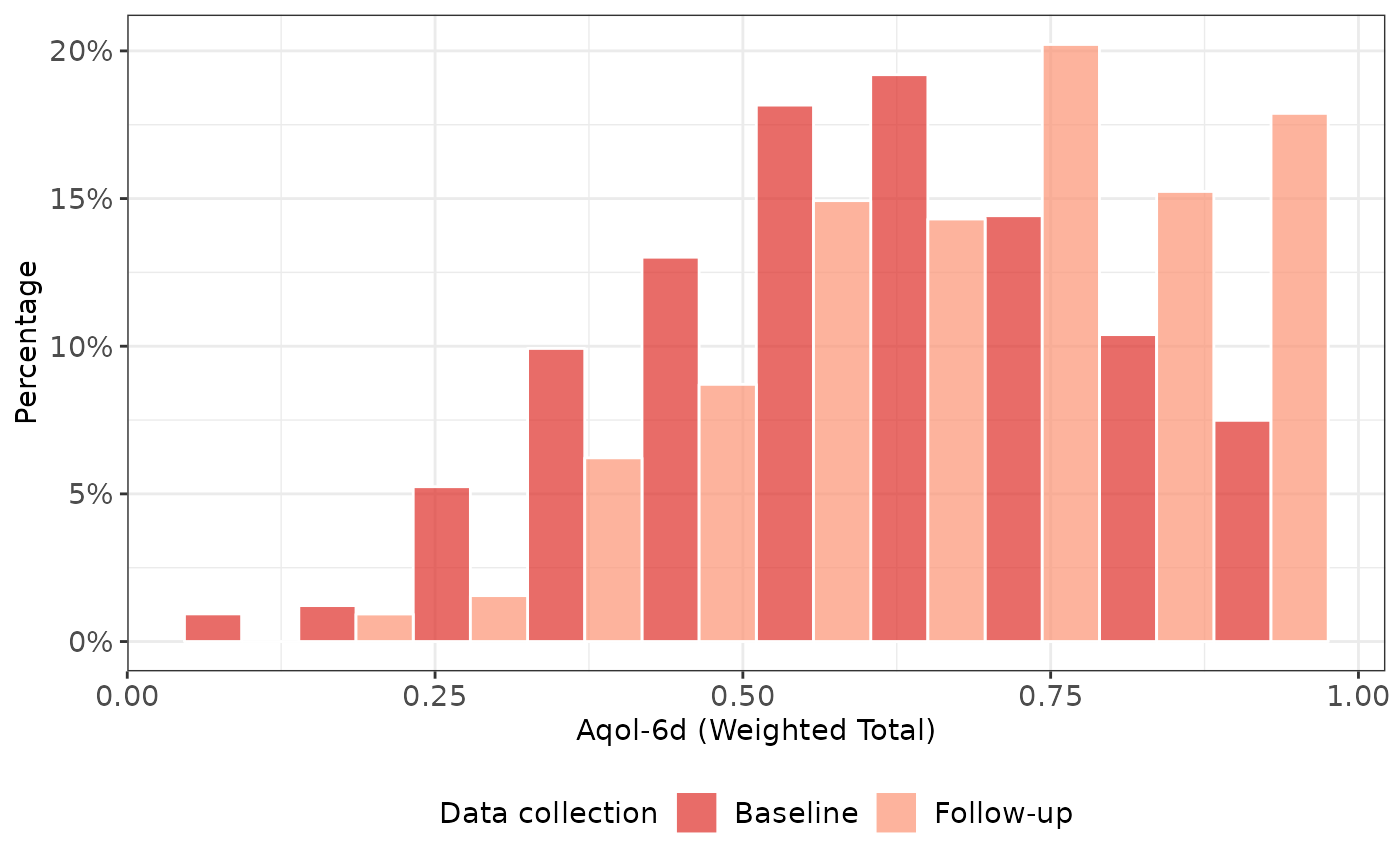 20%
15%
10%
5%
0%
Percentage
0.00 0.25 0.50 0.75 1.00
Aqol-6d (Weighted Total)
Data collection Baseline Follow-up